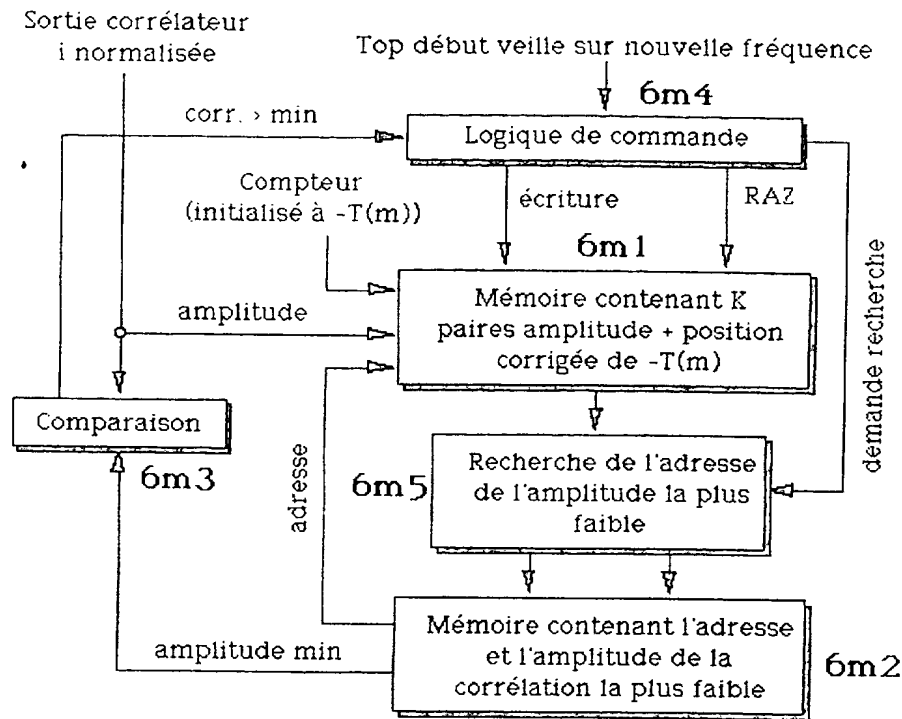 Sortie corrélateur
i normalisée
Top début veille sur nouvelle fréquence
6m4
corr. > min
Logique de commande
Compteur
(initialisé à -T(m))
écriture
RAZ
6m1
amplitude
Mémoire contenant K
paires amplitude + position
corrigée de -T(m)
demande recherche
Comparaison
6m3
adresse
6m5
Recherche de l'adresse
de l'amplitude la plus
faible
amplitude min
Mémoire contenant l'adresse
et l'amplitude de la
corrélation la plus faible
6m2